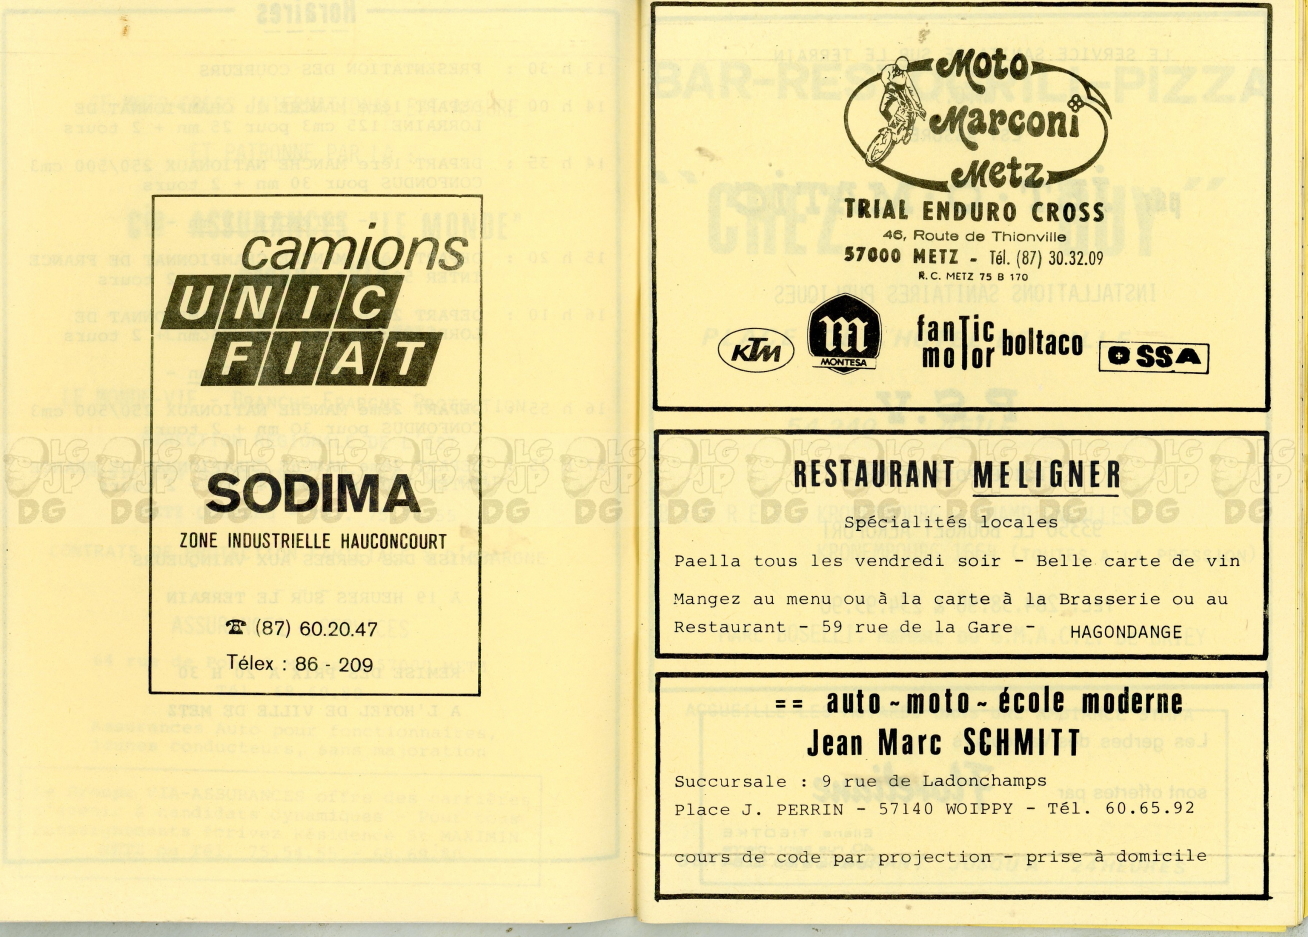 camions
UNIC
FIAT
SODIMA
ZONE INDUSTRIELLE HAUCONCOURT
☎ (87) 60.20.47
Télex : 86 - 209
Moto
Marconi
Metz
TRIAL ENDURO CROSS
46, Route de Thionville
57000 METZ - Tél. (87) 30.32.09
R.C. METZ 75 B 170
KTM
MONTESA
fanTic
moTor
boltaco
OSSA
RESTAURANT MELIGNER
Spécialités locales
Paella tous les vendredi soir - Belle carte de vin
Mangez au menu ou à la carte à la Brasserie ou au
Restaurant - 59 rue de la Gare - HAGONDANGE
== auto ~ moto ~ école moderne
Jean Marc SCHMITT
Succursale : 9 rue de Ladonchamps
Place J. PERRIN - 57140 WOIPPY - Tél. 60.65.92
cours de code par projection - prise à domicile